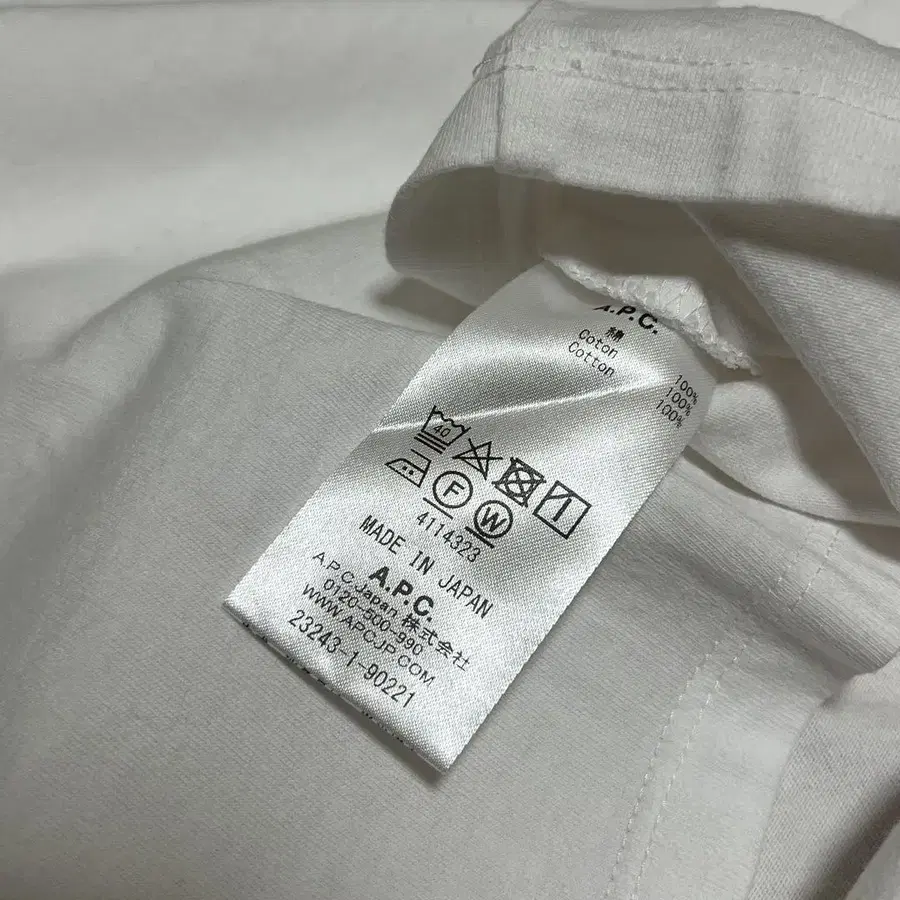 A.P.C.
綿 100%
Coton 100%
Cotton 100%
40
F W
4114323
MADE IN JAPAN
A.P.C.
A.P.C.Japan 株式会社
0120-500-990
WWW.APCJP.COM
23243-1-90221